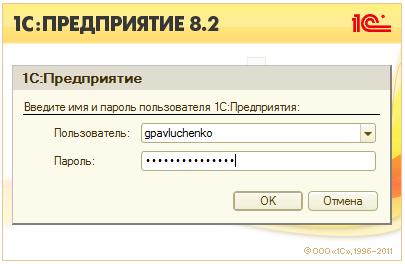 1С:ПРЕДПРИЯТИЕ 8.2
1С
1С:Предприятие
Введите имя и пароль пользователя 1С:Предприятия:
Пользователь: gpavluchenko
Пароль: •••••••••••••••
OK Отмена
© ООО «1С», 1996-2011